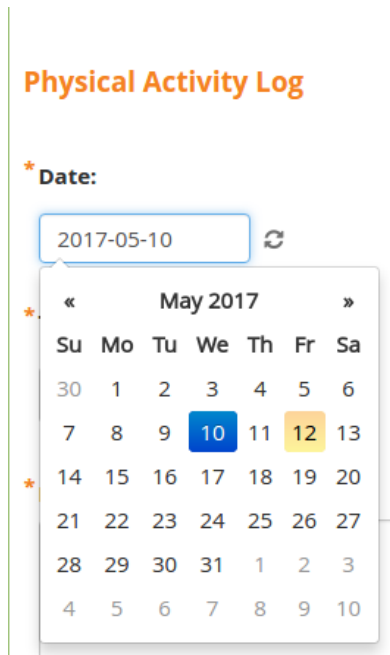 Physical Activity Log
* Date:
2017-05-10
« May 2017 »
Su Mo Tu We Th Fr Sa
30 1 2 3 4 5 6
7 8 9 10 11 12 13
14 15 16 17 18 19 20
21 22 23 24 25 26 27
28 29 30 31 1 2 3
4 5 6 7 8 9 10
*
*